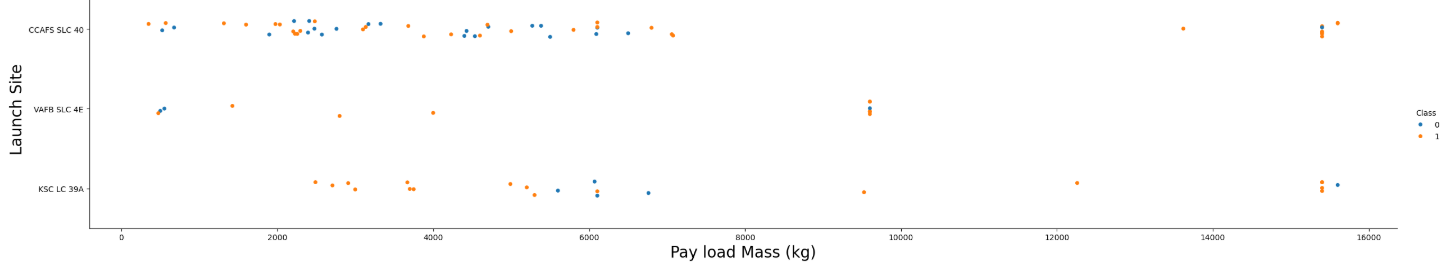 CCAFS SLC 40
VAFB SLC 4E
KSC LC 39A
Launch Site
0 2000 4000 6000 8000 10000 12000 14000 16000
Pay load Mass (kg)
Class
0
1